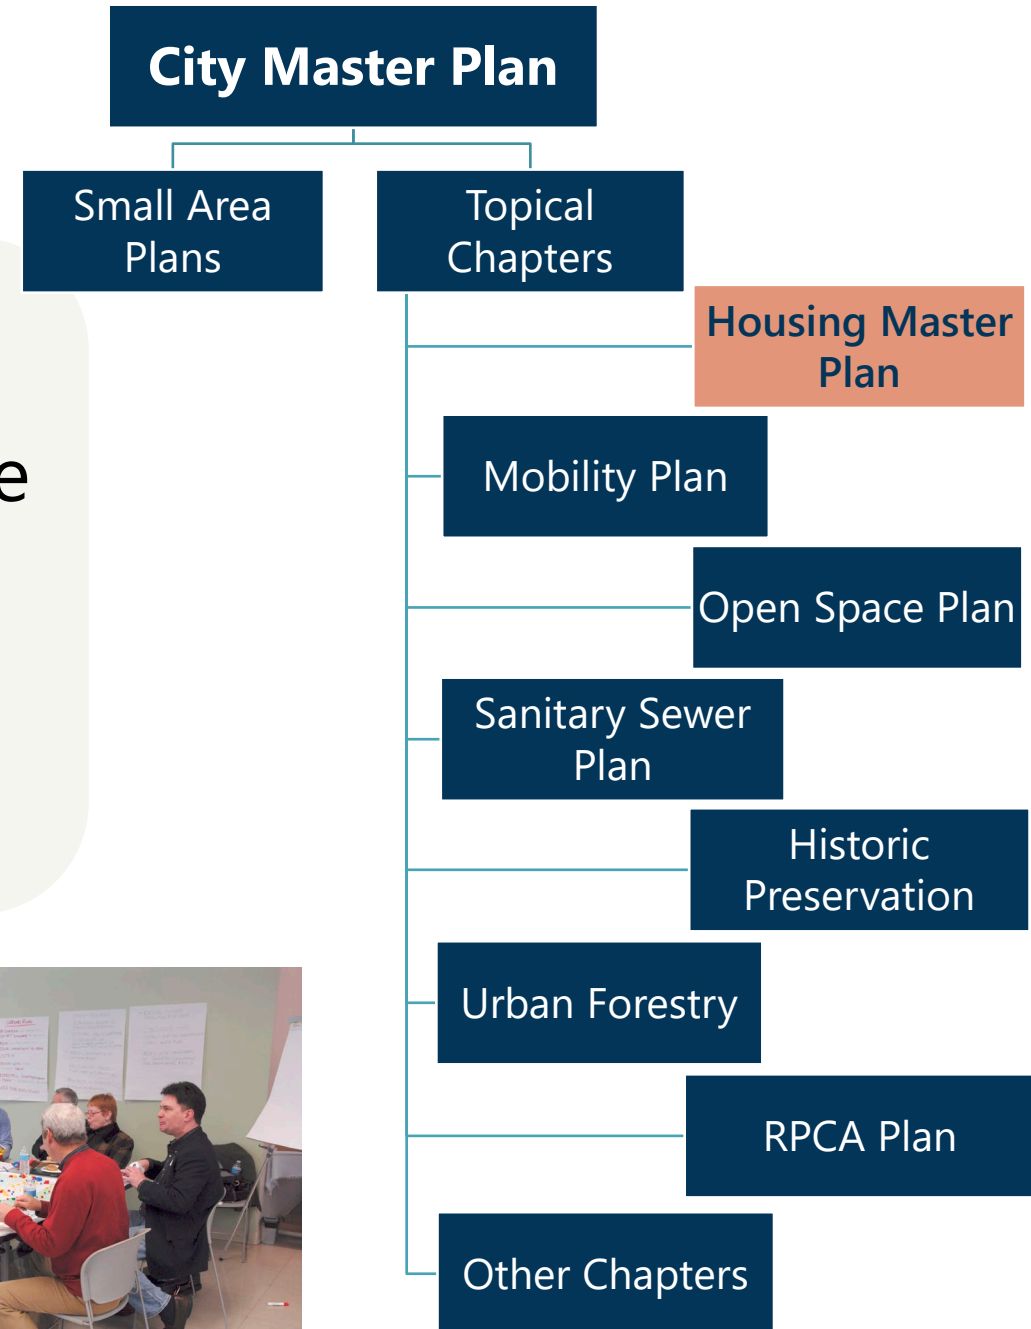 City Master Plan
Small Area
Plans
Topical
Chapters
Housing Master
Plan
Mobility Plan
Open Space Plan
Sanitary Sewer
Plan
Historic
Preservation
Urban Forestry
RPCA Plan
Other Chapters